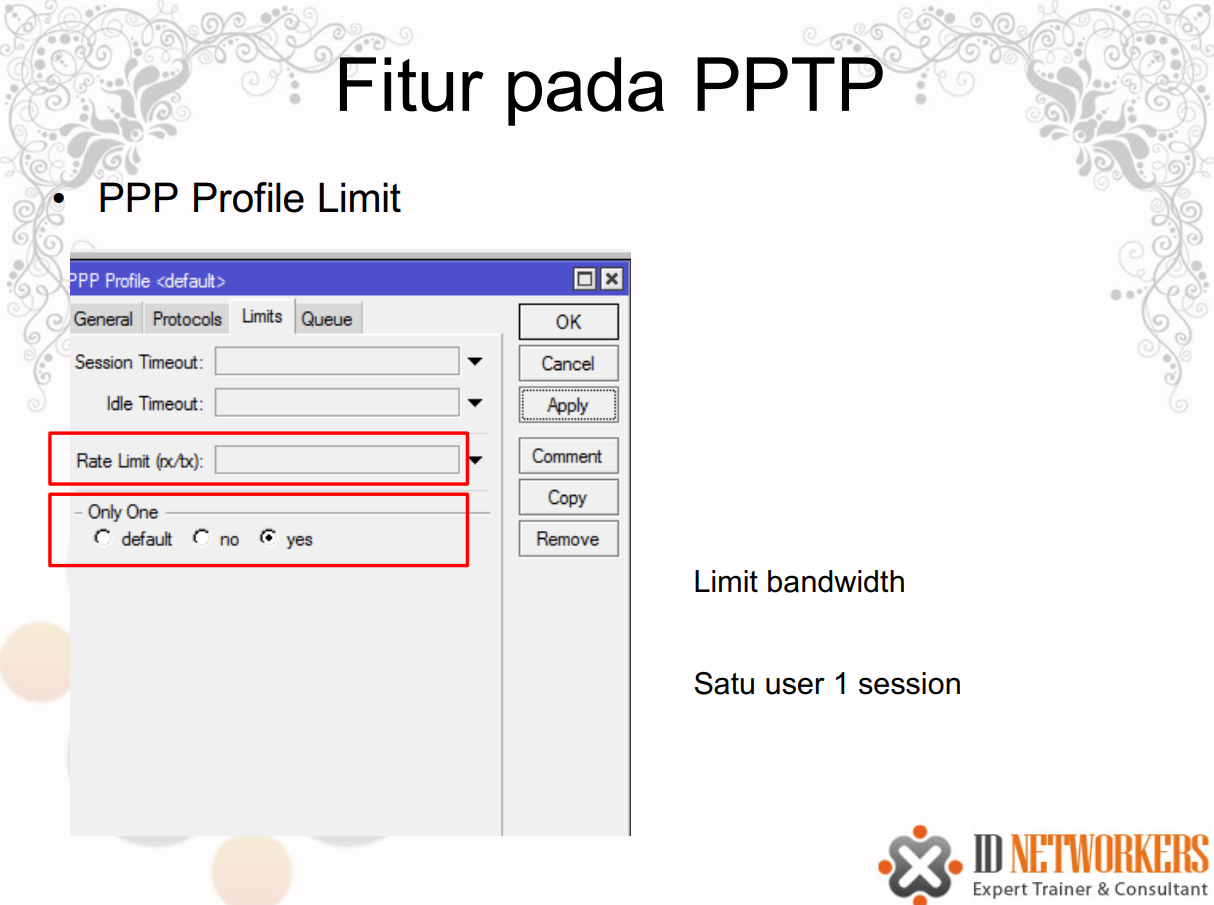 Fitur pada PPTP
• PPP Profile Limit
PPP Profile <default>
General Protocols Limits Queue
Session Timeout:
Idle Timeout:
Rate Limit (rx/tx):
Only One
default no yes
OK
Cancel
Apply
Comment
Copy
Remove
Limit bandwidth
Satu user 1 session
ID NETWORKERS
Expert Trainer & Consultant